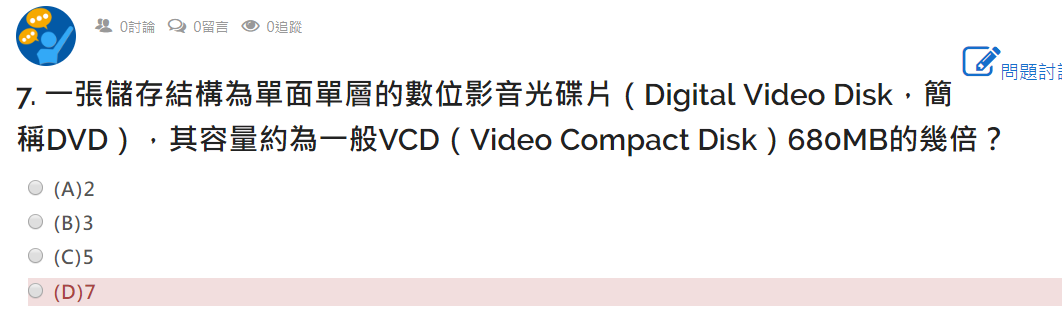 0討論 0留言 0追蹤
問題討
7. 一張儲存結構為單面單層的數位影音光碟片(Digital Video Disk,簡
稱DVD),其容量約為一般VCD(Video Compact Disk)680MB的幾倍?
(A)2
(B)3
(C)5
(D)7